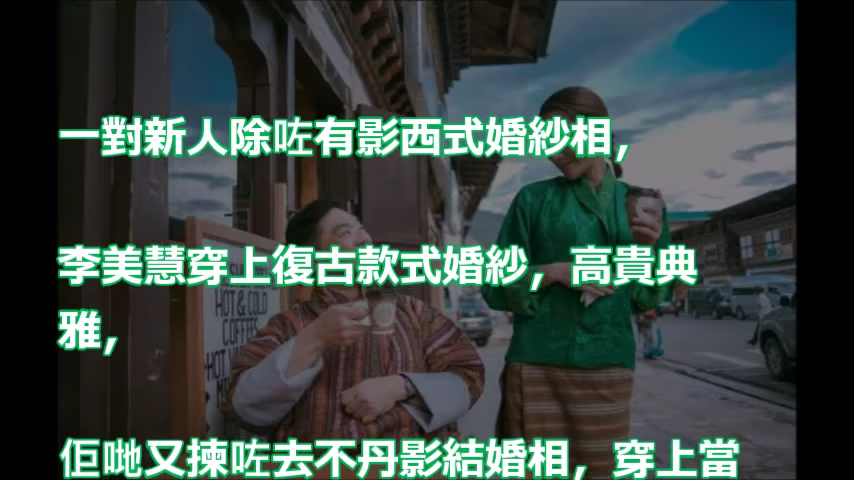 一對新人除咗有影西式婚紗相，
李美慧穿上復古款式婚紗，高貴典
雅，
佢哋又揀咗去不丹影結婚相，穿上當
HOT & COLD
COFFEE